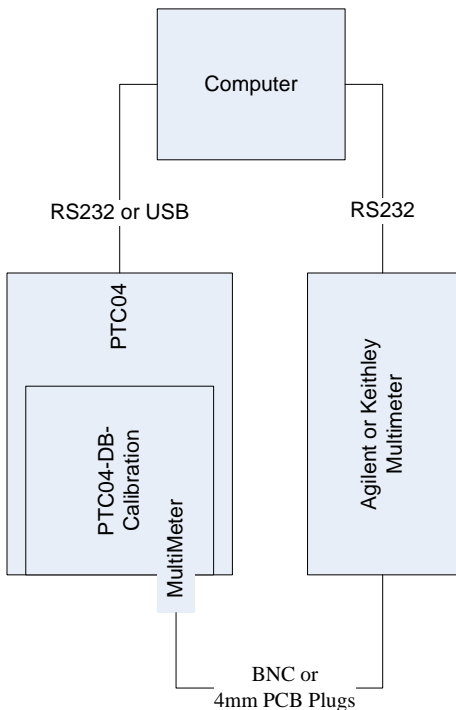 Computer
RS232 or USB
RS232
PTC04
PTC04-DB-
Calibration
MultiMeter
Agilent or Keithley
Multimeter
BNC or
4mm PCB Plugs